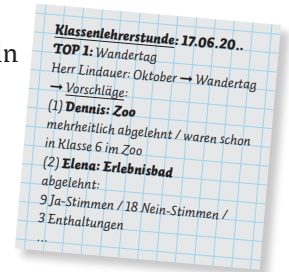 in
Klassenlehrerstunde: 17.06.20..
TOP 1: Wandertag
Herr Lindauer: Oktober → Wandertag
→ Vorschläge:
(1) Dennis: Zoo
mehrheitlich abgelehnt / waren schon
in Klasse 6 im Zoo
(2) Elena: Erlebnisbad
abgelehnt:
9 Ja-Stimmen / 18 Nein-Stimmen /
3 Enthaltungen
...